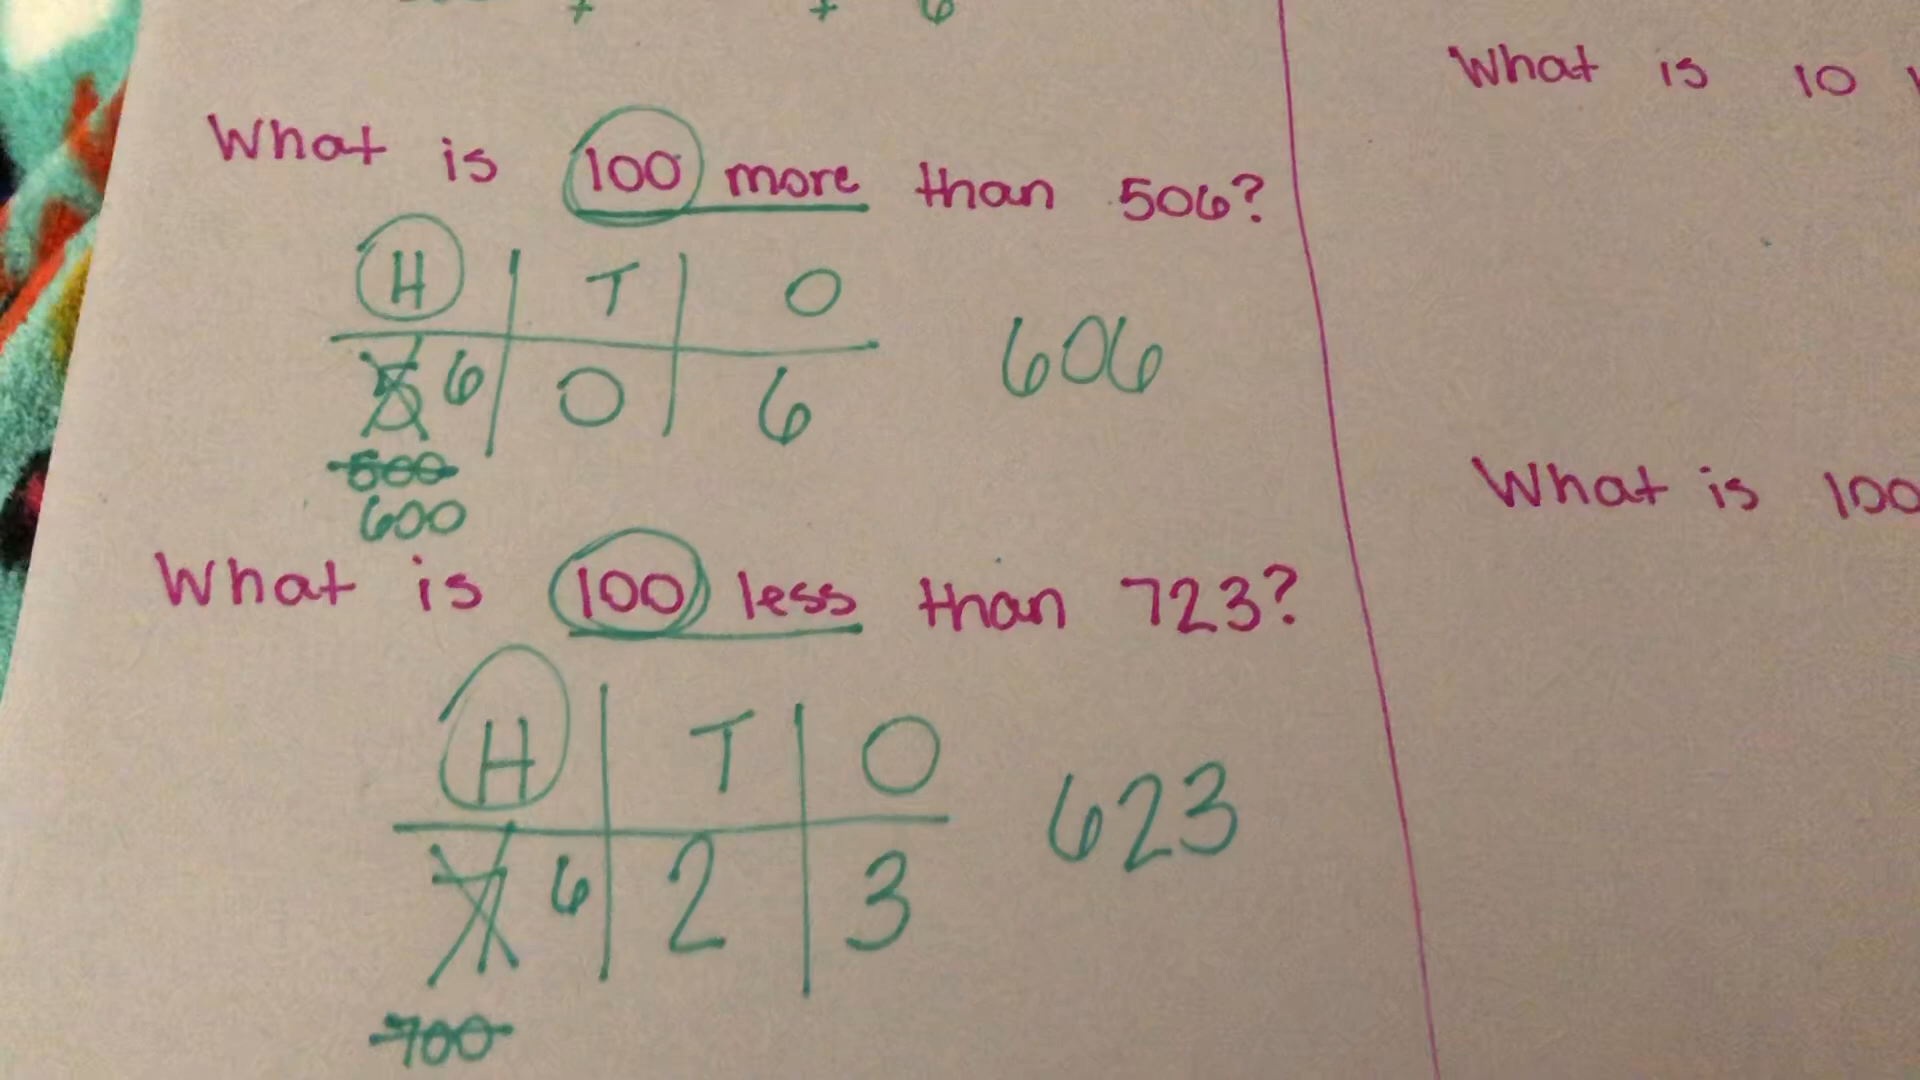 + + 6
What is 100 more than 506?
H T O
5 6 0 6
606
500
600
What is 100 less than 723?
H T O
7 6 2 3
623
700
What is 10
What is 100